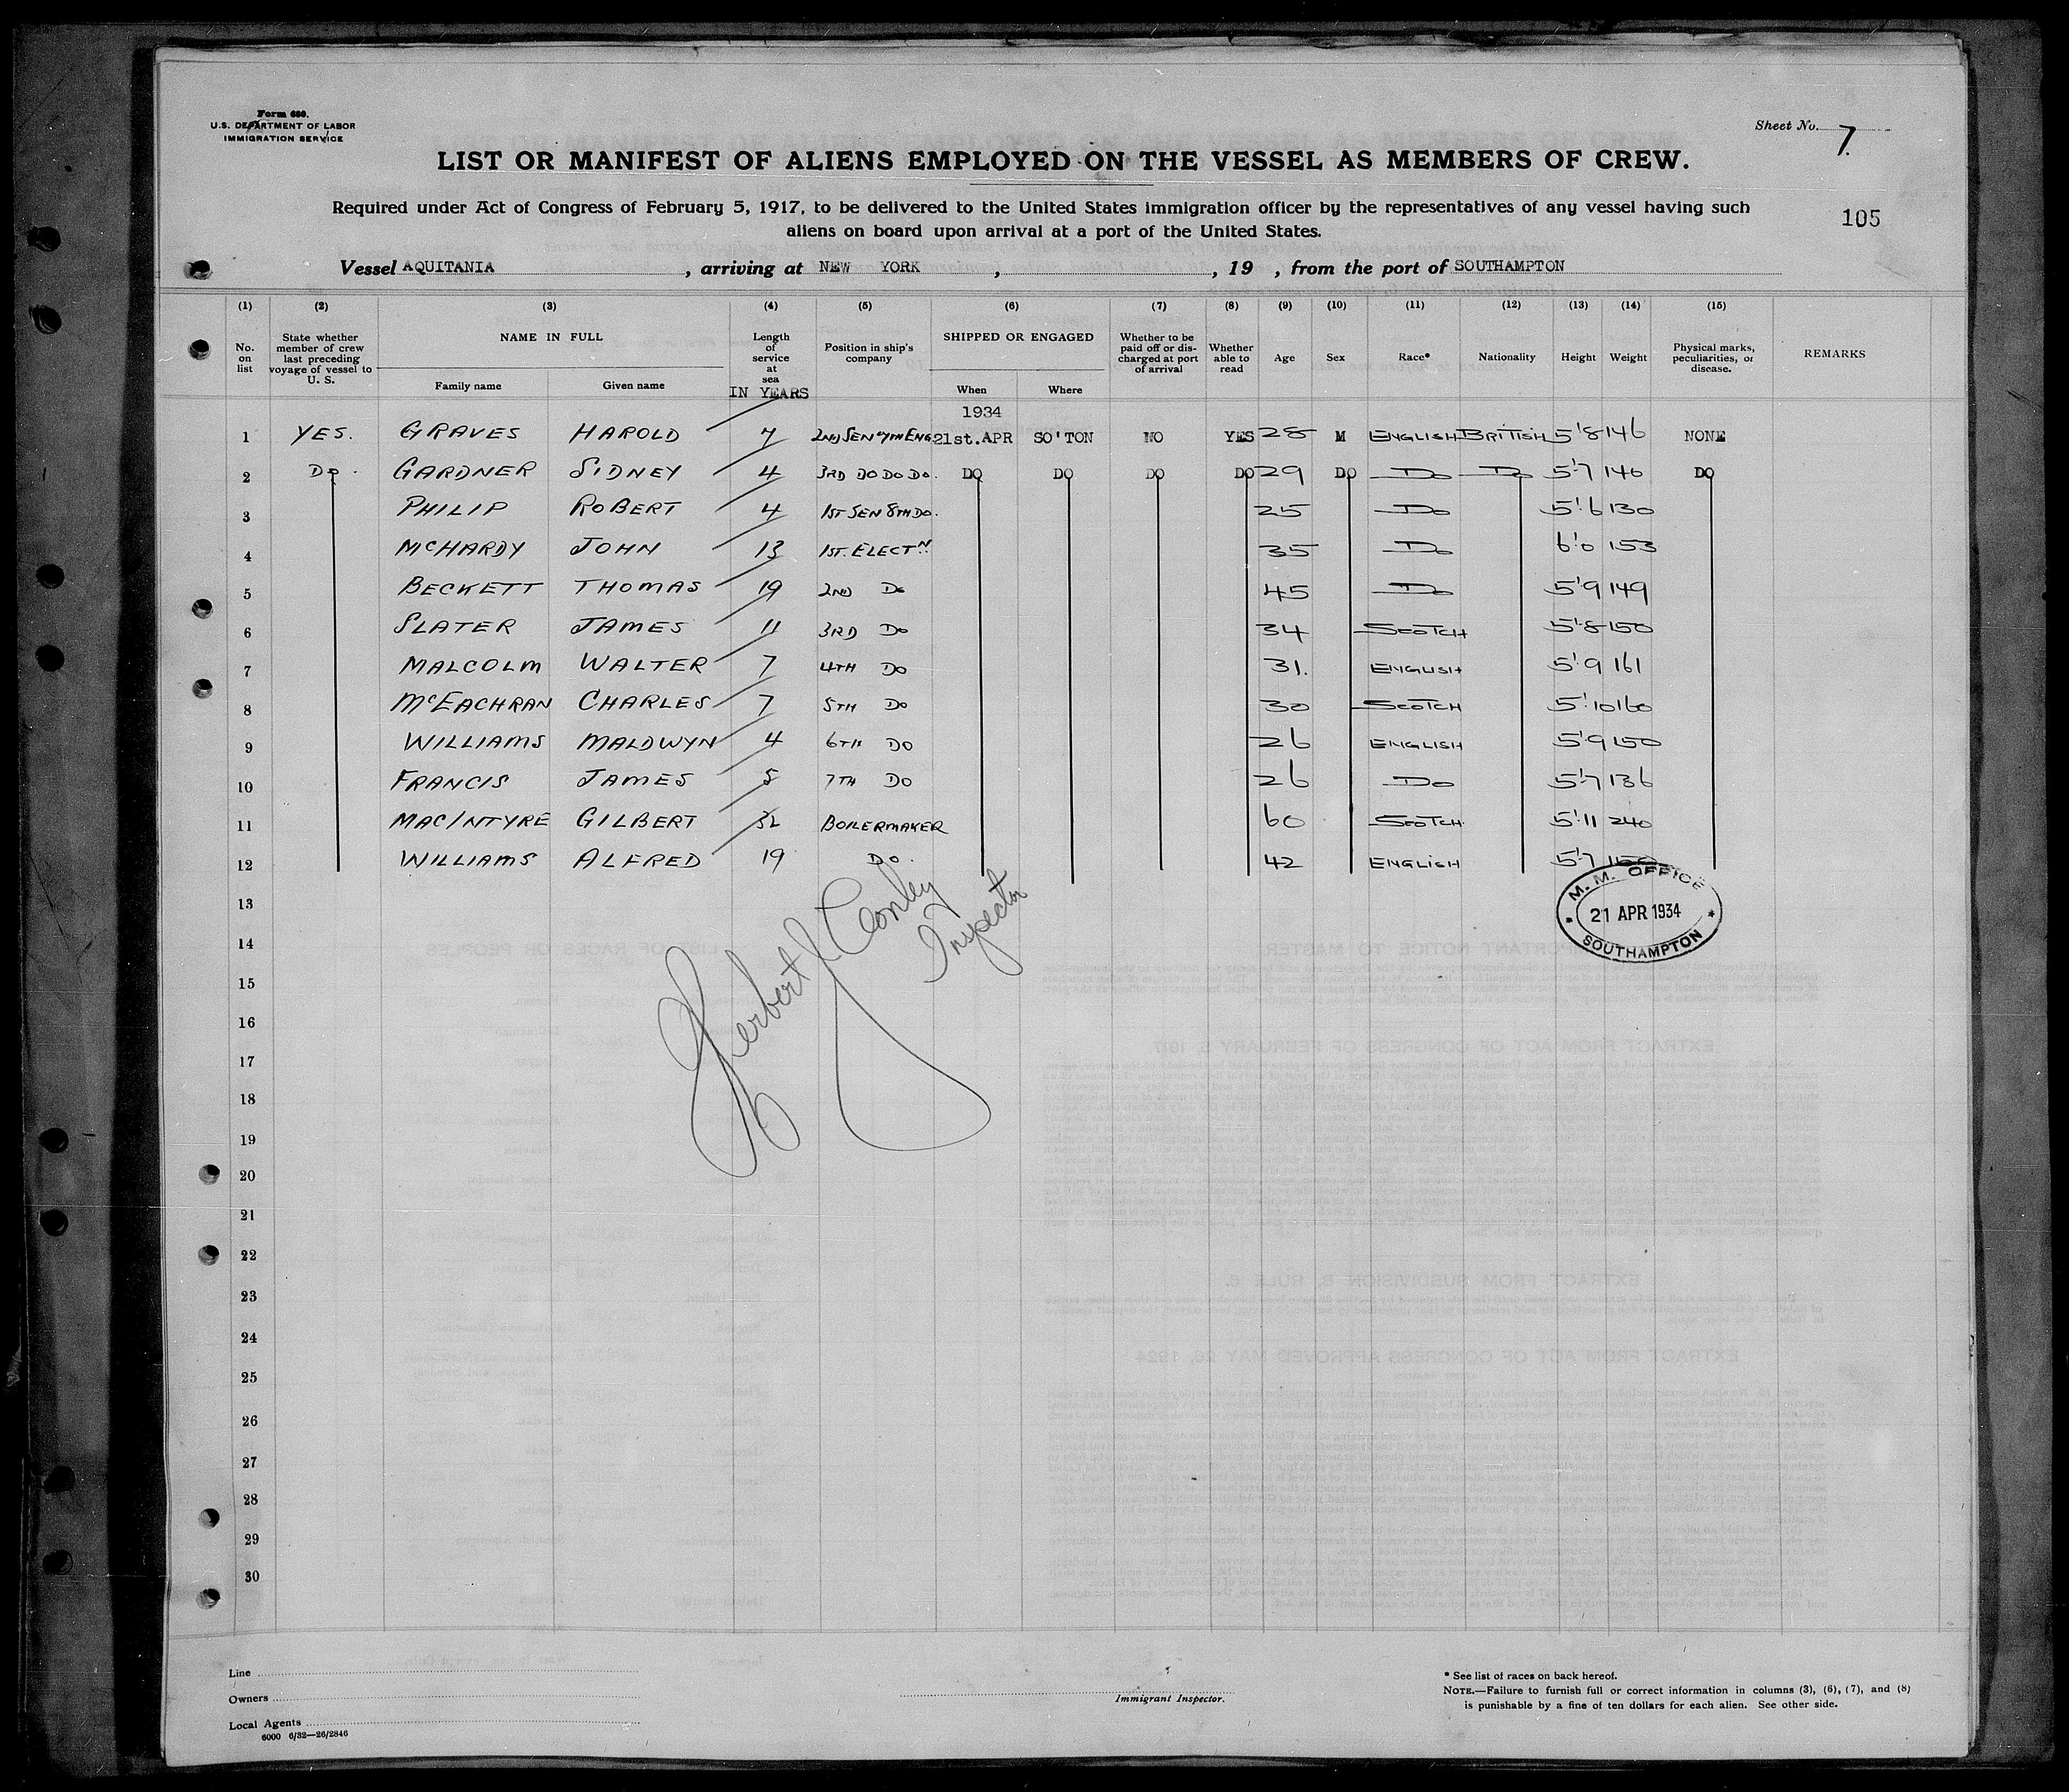 Form 680.
U.S. DEPARTMENT OF LABOR
IMMIGRATION SERVICE
Sheet No. 7.
LIST OR MANIFEST OF ALIENS EMPLOYED ON THE VESSEL AS MEMBERS OF CREW.
Required under Act of Congress of February 5, 1917, to be delivered to the United States immigration officer by the representatives of any vessel having such
aliens on board upon arrival at a port of the United States.
105
Vessel AQUITANIA, arriving at NEW YORK, , 19 , from the port of SOUTHAMPTON
(1) (2) (3) (4) (5) (6) (7) (8) (9) (10) (11) (12) (13) (14) (15)
No. on list
State whether member of crew last preceding voyage of vessel to U. S.
NAME IN FULL
Family name Given name
Length of service at sea
IN YEARS
Position in ship's company
SHIPPED OR ENGAGED
When Where
Whether to be paid off or discharged at port of arrival
Whether able to read
Age
Sex
Race*
Nationality
Height
Weight
Physical marks, peculiarities, or disease.
REMARKS
1934
1 YES. GRAVES HAROLD 7 2ND SEN 7TH ENG. 21st.APR SO'TON NO YES 28 M ENGLISH BRITISH 5'8 146 NONE
2 DO. GARDNER SIDNEY 4 3RD DO DO DO. DO DO DO DO 29 DO DO DO 5'7 140 DO
3 PHILIP ROBERT 4 1ST SEN 8TH DO. 25 DO 5'6 130
4 McHARDY JOHN 13 1ST. ELECTN 35 DO 6'0 153
5 BECKETT THOMAS 19 2ND DO 45 DO 5'9 149
6 SLATER JAMES 11 3RD DO 34 SCOTCH 5'8 150
7 MALCOLM WALTER 7 4TH DO 31. ENGLISH 5'9 161
8 McEACHRAN CHARLES 7 5TH DO 30 SCOTCH 5'10 160
9 WILLIAMS MALDWYN 4 6TH DO 26 ENGLISH 5'9 150
10 FRANCIS JAMES 5 7TH DO 26 DO 5'7 136
11 MACINTYRE GILBERT BOILERMAKER 60 SCOTCH 5'11 240
12 WILLIAMS ALFRED 19 DO. 42 ENGLISH 5'7
M. M. OFFICE
21 APR 1934
SOUTHAMPTON
Herbert J Conley
Inspector
13
14
15
16
17
18
19
20
21
22
23
24
25
26
27
28
29
30
Line
Owners
Local Agents
6000 6/32—26/2846
Immigrant Inspector.
* See list of races on back hereof.
NOTE.—Failure to furnish full or correct information in columns (3), (6), (7), and (8)
is punishable by a fine of ten dollars for each alien. See other side.